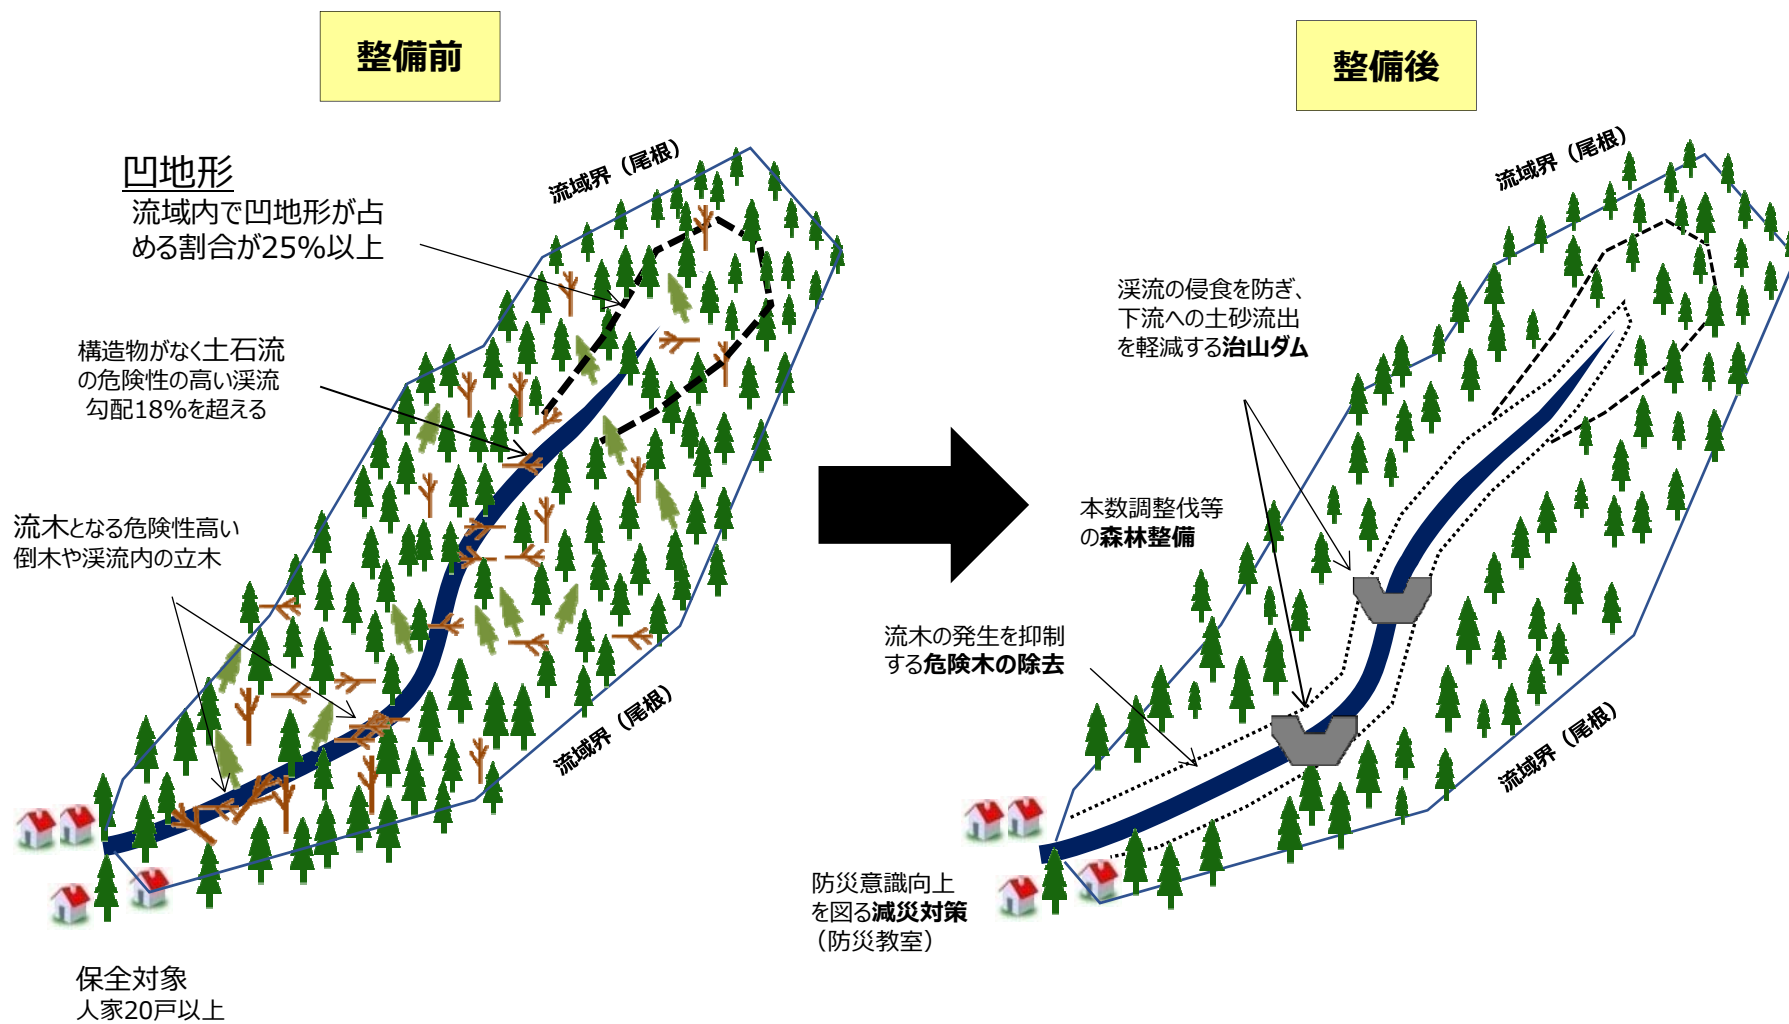 整備前
凹地形
流域内で凹地形が占
める割合が25%以上
流域界（尾根）
構造物がなく土石流
の危険性の高い渓流
勾配18%を超える
流木となる危険性高い
倒木や渓流内の立木
流域界（尾根）
保全対象
人家20戸以上
整備後
流域界（尾根）
渓流の侵食を防ぎ、
下流への土砂流出
を軽減する治山ダム
本数調整伐等
の森林整備
流木の発生を抑制
する危険木の除去
流域界（尾根）
防災意識向上
を図る減災対策
（防災教室）